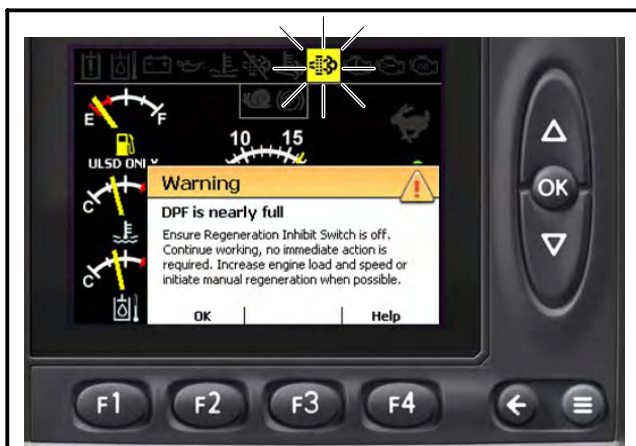 E F
ULSD ONLY
10 15
C
C
Warning
DPF is nearly full
Ensure Regeneration Inhibit Switch is off.
Continue working, no immediate action is
required. Increase engine load and speed or
initiate manual regeneration when possible.
OK Help
OK
F1 F2 F3 F4